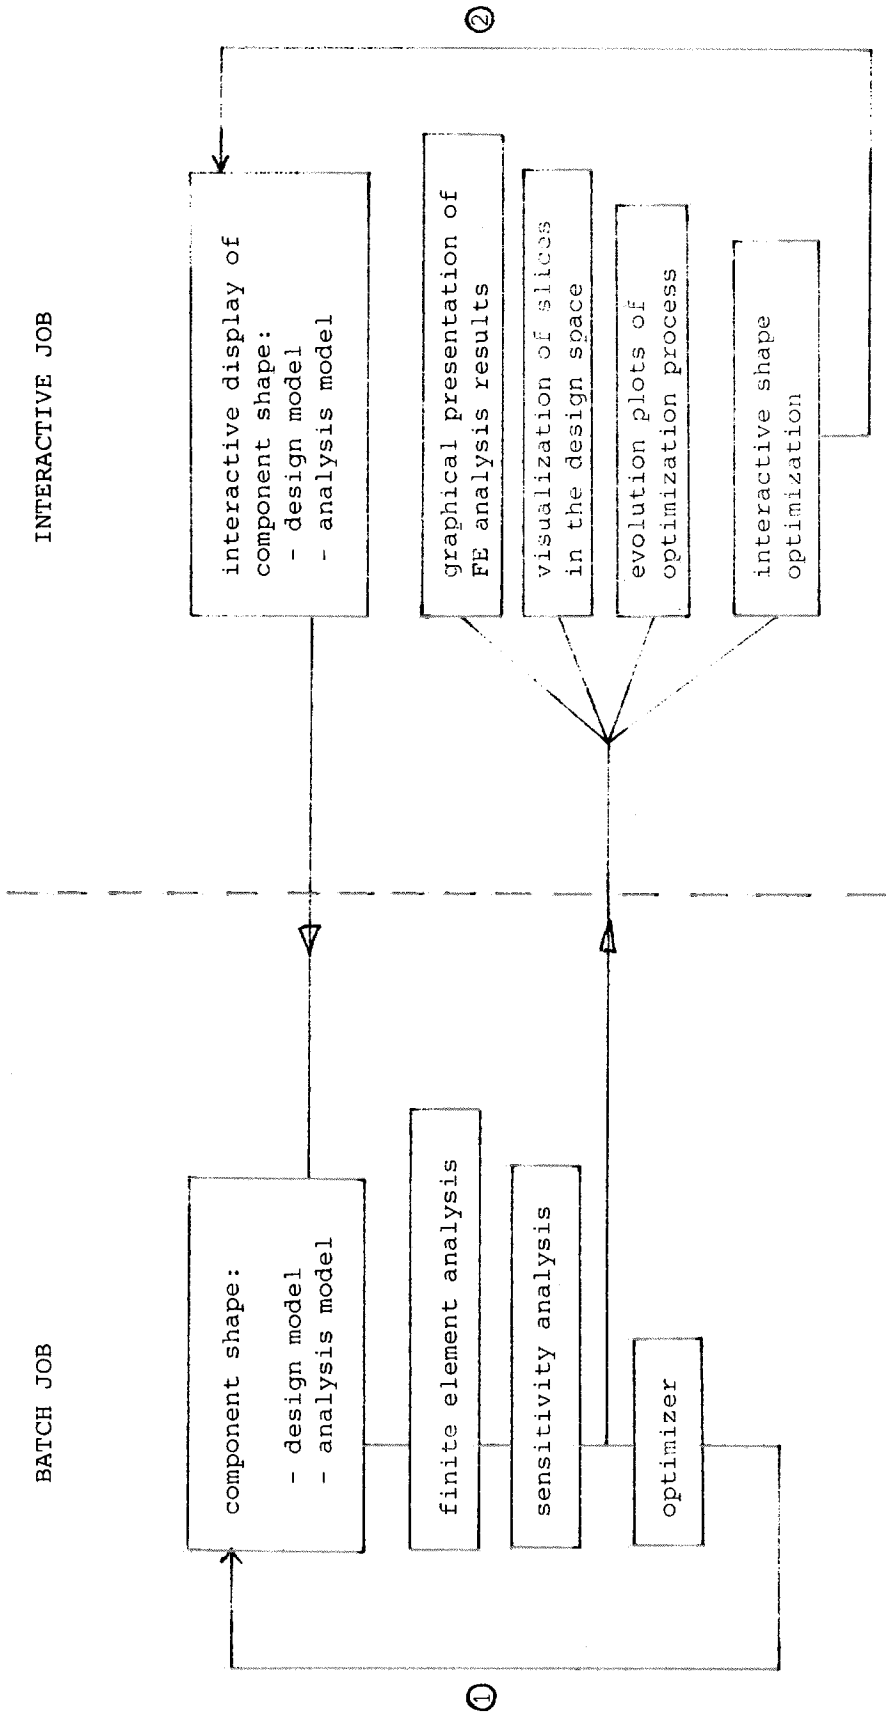 BATCH JOB
component shape:
- design model
- analysis model
finite element analysis
sensitivity analysis
optimizer
①
INTERACTIVE JOB
interactive display of
component shape:
- design model
- analysis model
graphical presentation of
FE analysis results
visualization of slices
in the design space
evolution plots of
optimization process
interactive shape
optimization
②